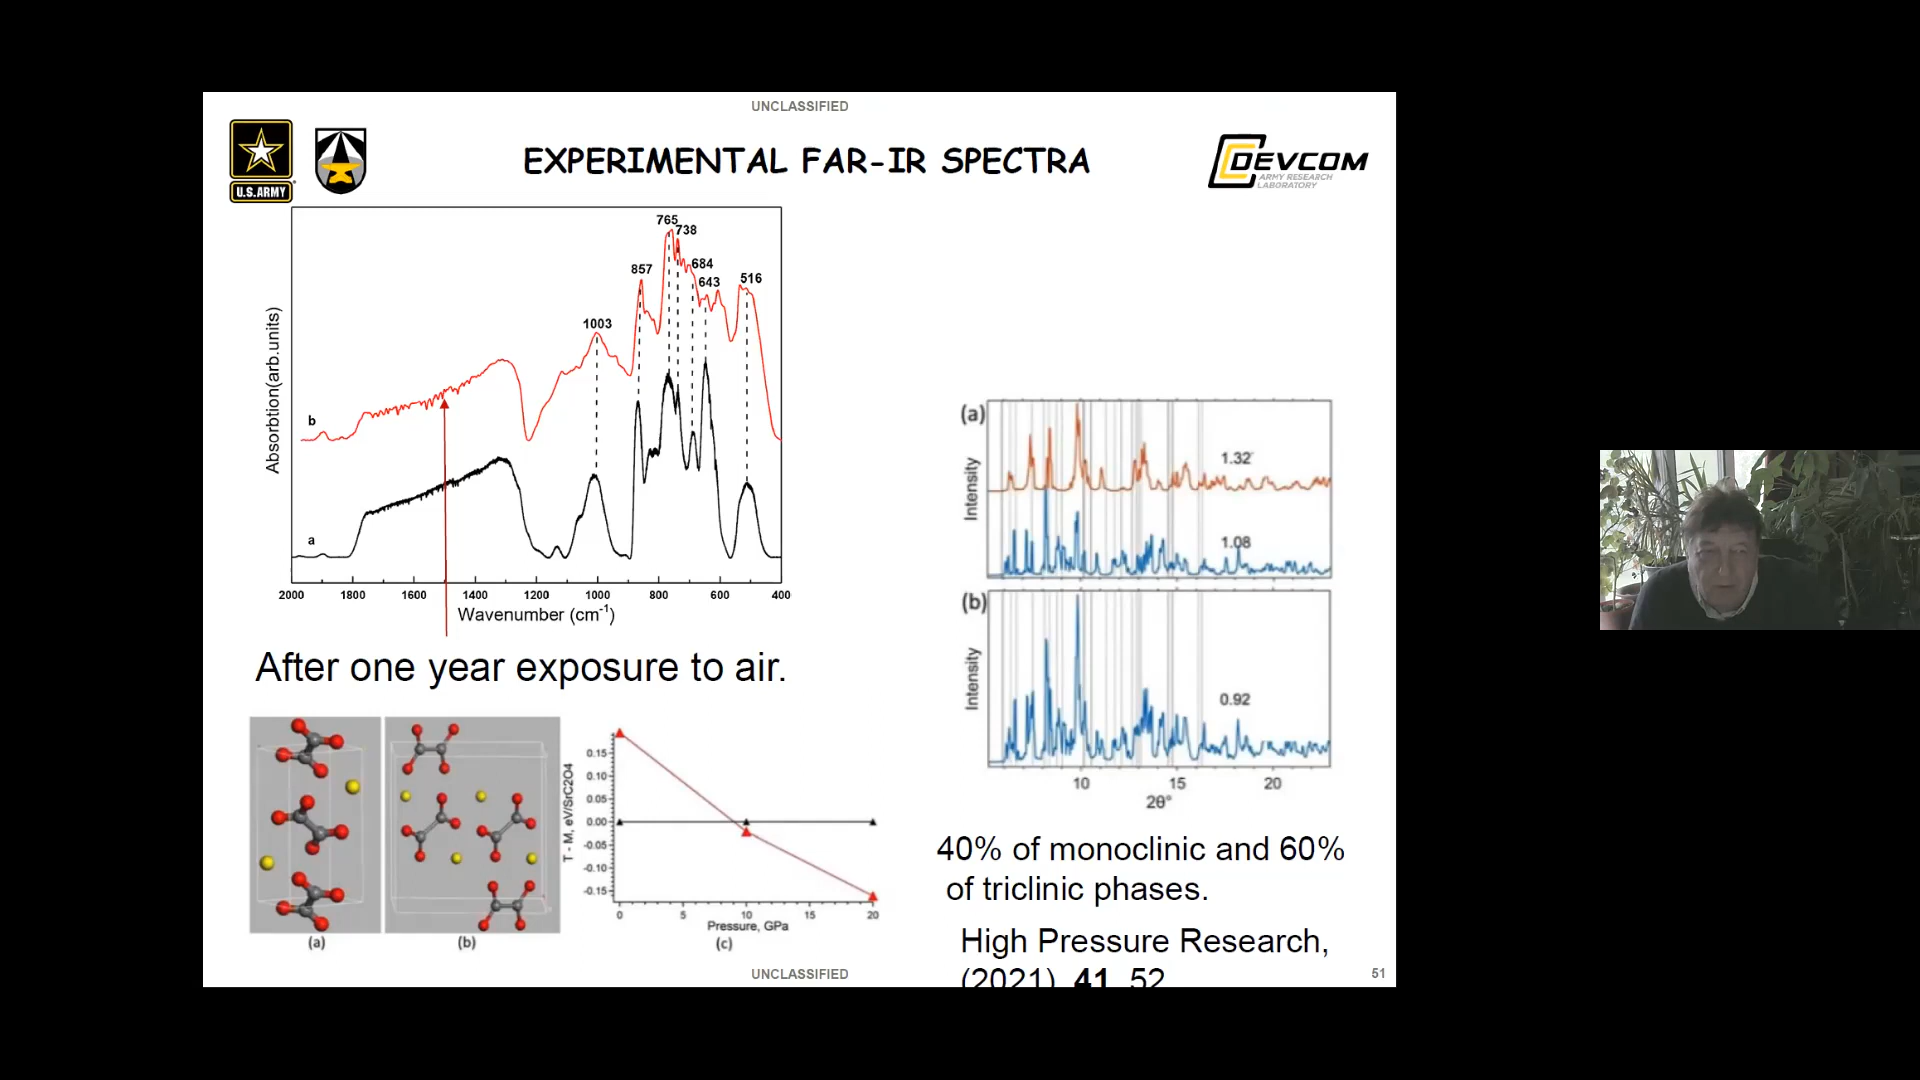 UNCLASSIFIED
U.S.ARMY
EXPERIMENTAL FAR-IR SPECTRA
DEVCOM
ARMY RESEARCH
LABORATORY
765
738
857
684
643
516
1003
b
a
Absorbtion(arb.units)
2000 1800 1600 1400 1200 1000 800 600 400
Wavenumber (cm-1)
After one year exposure to air.
(a)
(b)
0.15
0.10
0.05
0.00
-0.05
-0.10
-0.15
T - M, eV/SrC2O4
0 5 10 15 20
Pressure, GPa
(c)
(a)
Intensity
1.32
1.08
(b)
Intensity
0.92
10 15 20
2θ°
40% of monoclinic and 60%
of triclinic phases.
High Pressure Research,
(2021) 41 52
UNCLASSIFIED
51